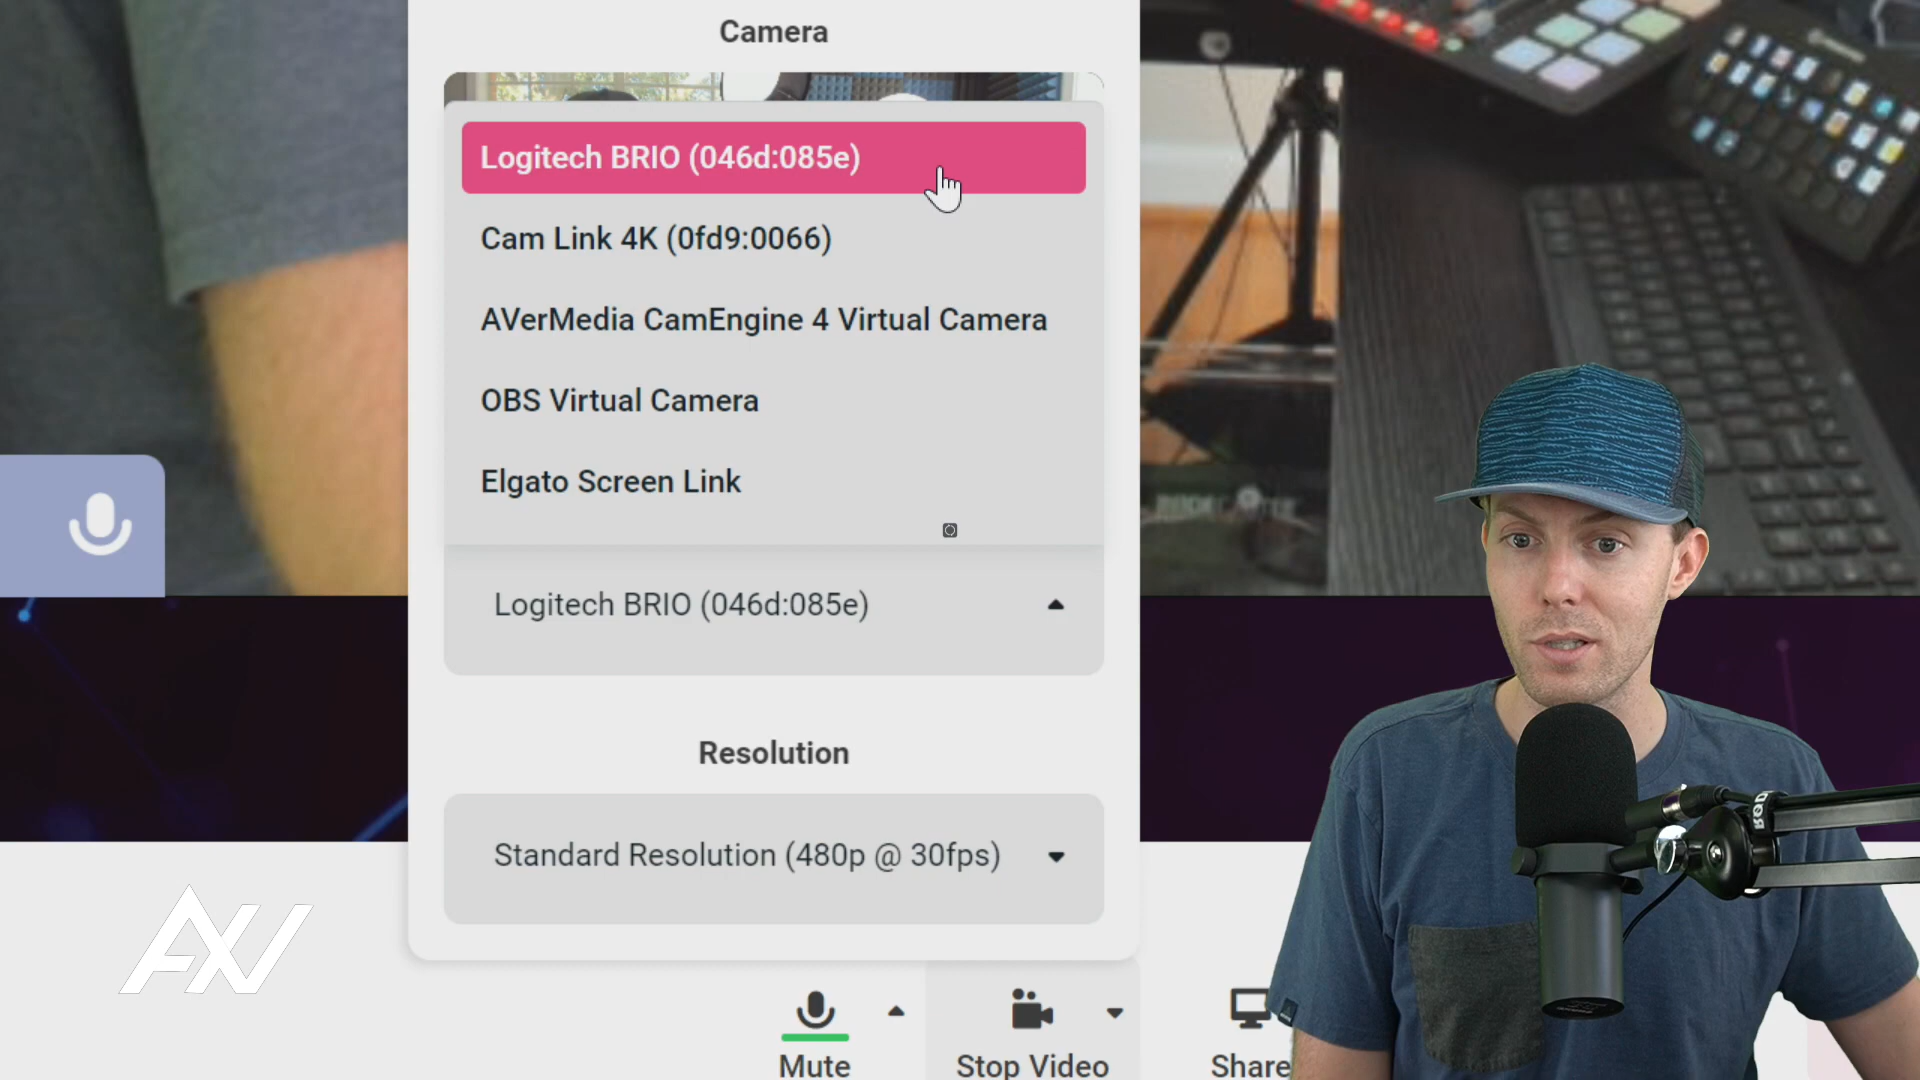 Camera
Logitech BRIO (046d:085e)
Cam Link 4K (0fd9:0066)
AVerMedia CamEngine 4 Virtual Camera
OBS Virtual Camera
Elgato Screen Link
Logitech BRIO (046d:085e)
Resolution
Standard Resolution (480p @ 30fps)
Mute
Stop Video
Share